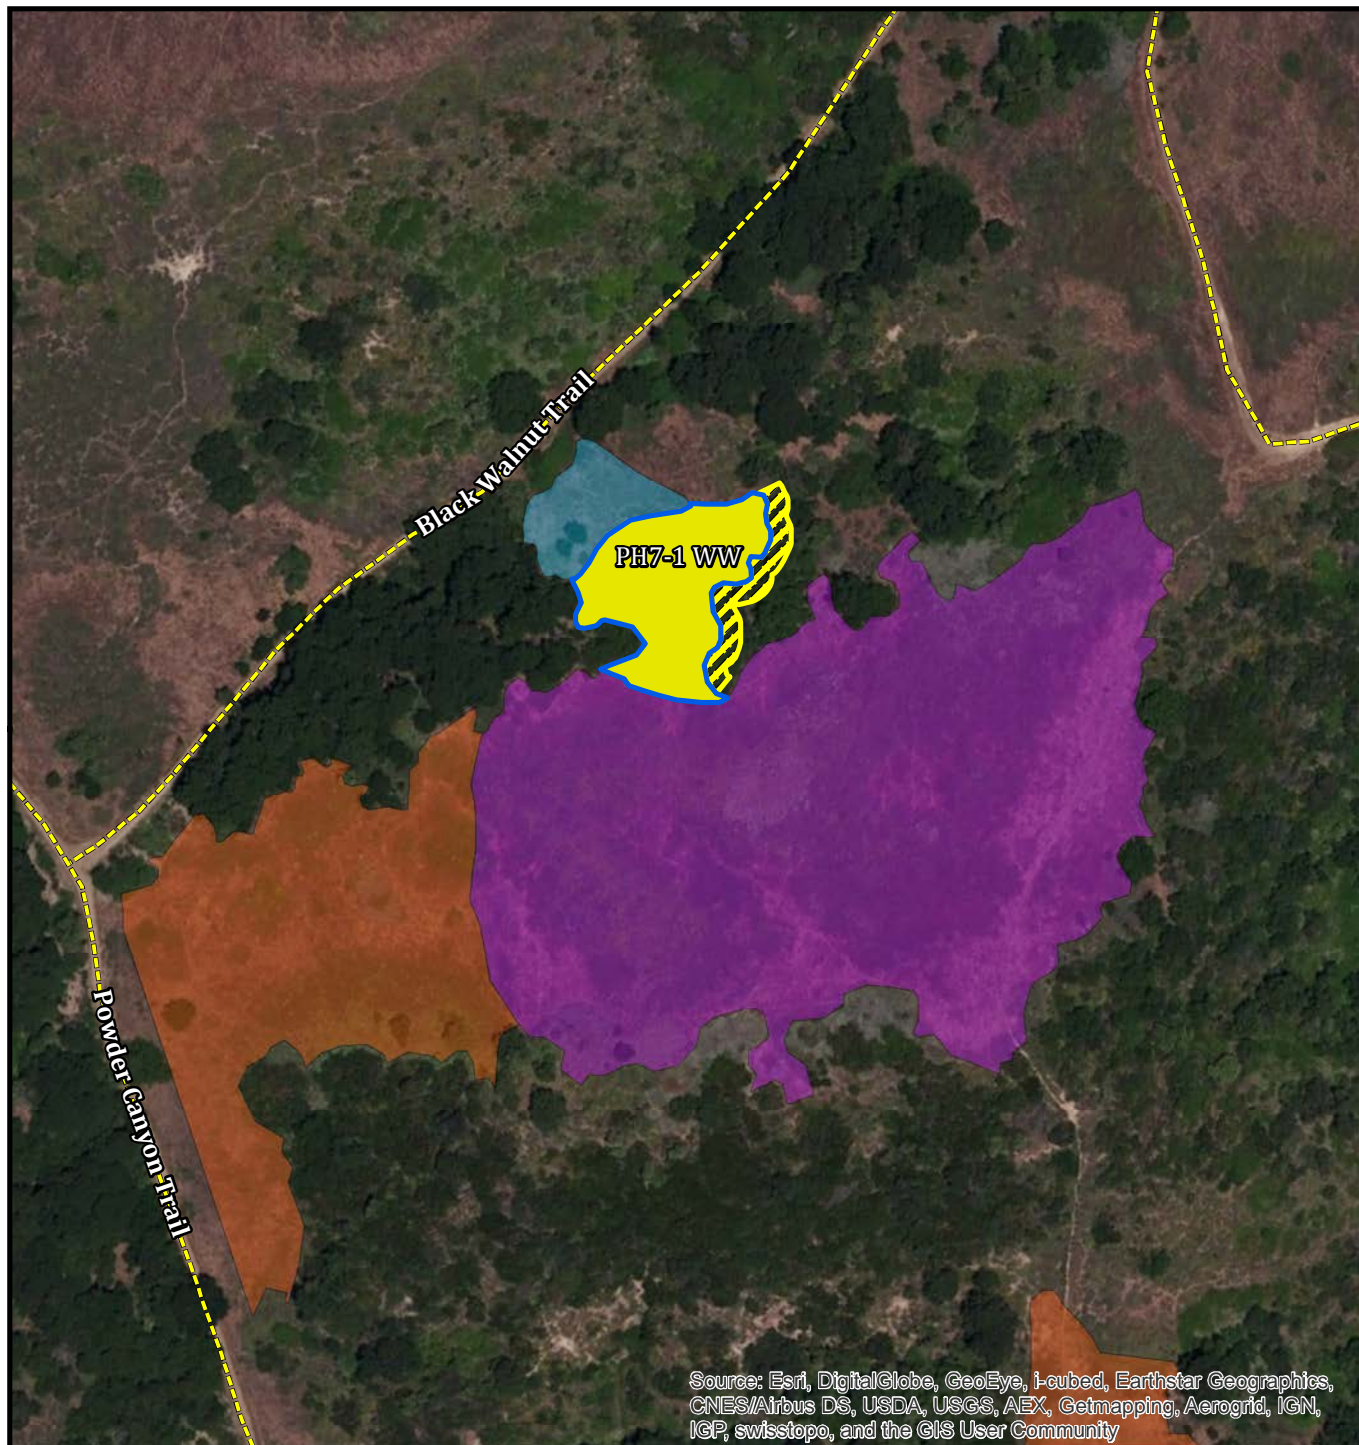 Black Walnut Trail
PH7-1 WW
Powder Canyon Trail
Source: Esri, DigitalGlobe, GeoEye, i-cubed, Earthstar Geographics,
CNES/Airbus DS, USDA, USGS, AEX, Getmapping, Aerogrid, IGN,
IGP, swisstopo, and the GIS User Community